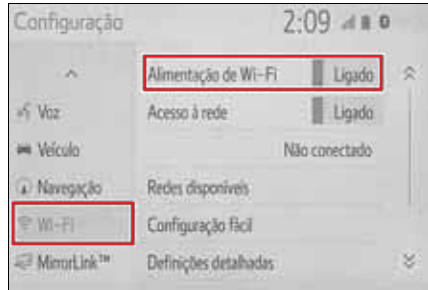 Configuração 2:09
Alimentação de Wi-Fi Ligado
Voz Acesso à rede Ligado
Veículo Não conectado
Navegação Redes disponíveis
Wi-Fi Configuração fácil
MirrorLink™ Definições detalhadas